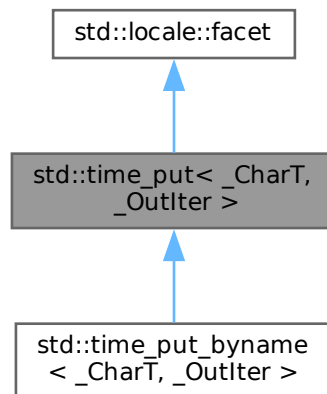 std::locale::facet
std::time_put< _CharT,
_OutIter >
std::time_put_byname
< _CharT, _OutIter >